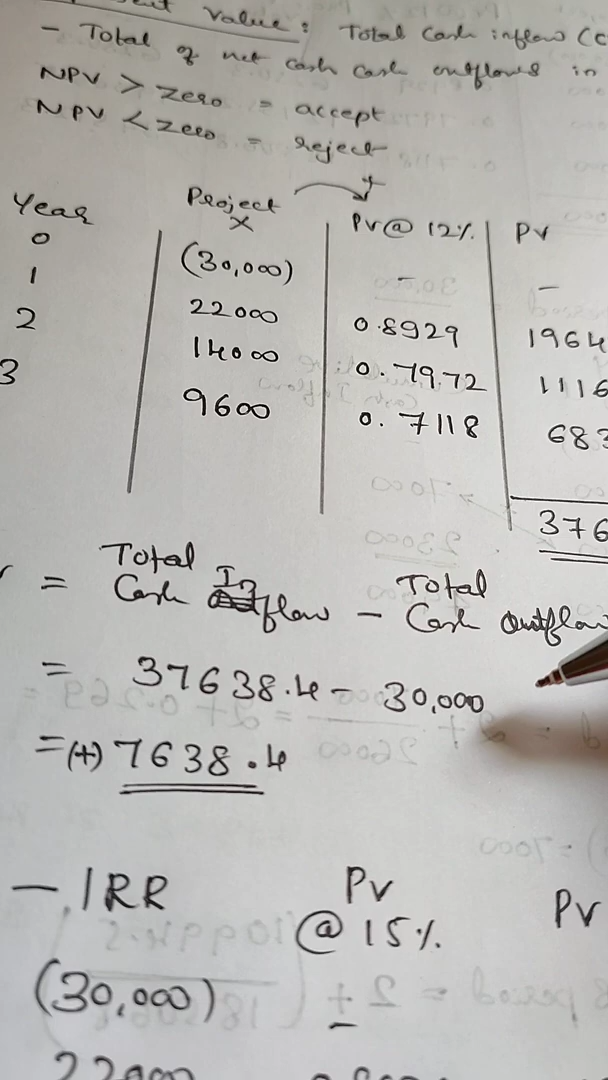 Value: Total Cash inflow (C
- Total of net cash cash outflows in
NPV > zero = accept
NPV < zero = reject
Year Project X PV@ 12% PV
0 (30,000) - -
1 22000 0.8929 1964
2 14000 0.7972 1116
3 9600 0.7118 683
376
= Total Cash Inflow - Total Cash Outflow
= 37638.4 - 30,000
= (+) 7638.4
- IRR PV @ 15% PV
(30,000) -
22000